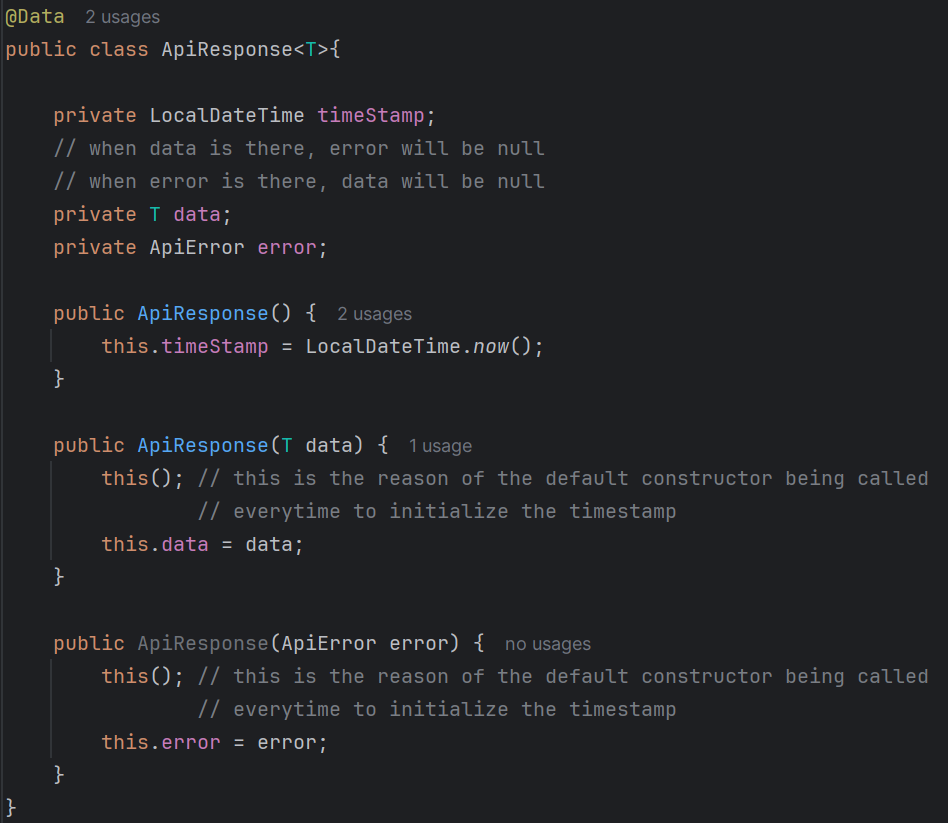 @Data 2 usages
public class ApiResponse<T>{
private LocalDateTime timeStamp;
// when data is there, error will be null
// when error is there, data will be null
private T data;
private ApiError error;
public ApiResponse() { 2 usages
this.timeStamp = LocalDateTime.now();
}
public ApiResponse(T data) { 1 usage
this(); // this is the reason of the default constructor being called
// everytime to initialize the timestamp
this.data = data;
}
public ApiResponse(ApiError error) { no usages
this(); // this is the reason of the default constructor being called
// everytime to initialize the timestamp
this.error = error;
}
}